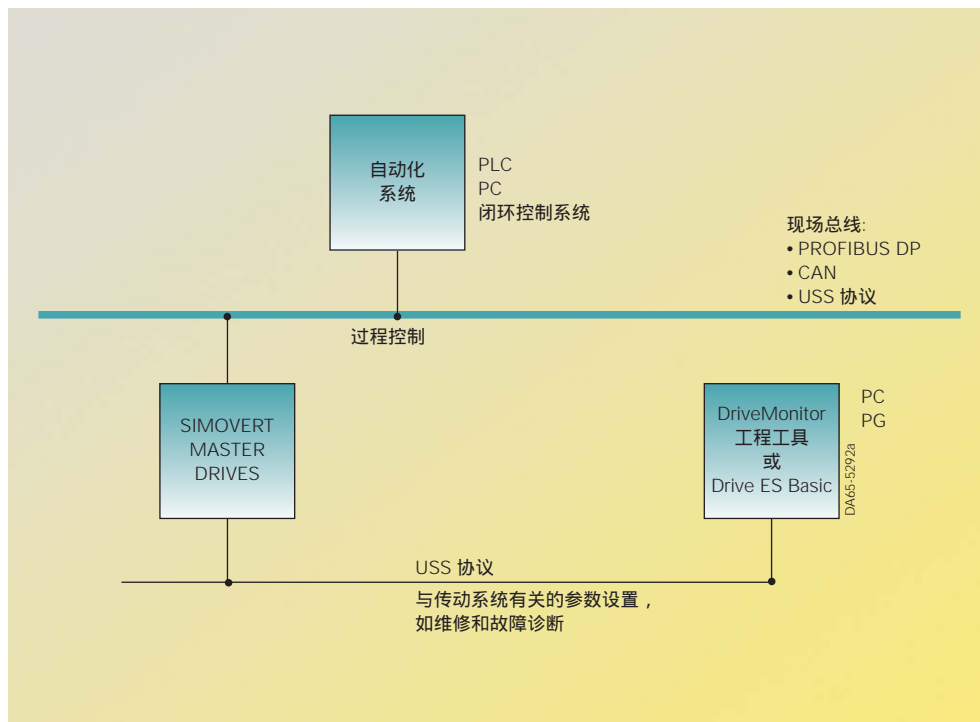 自动化
系统
PLC
PC
闭环控制系统
现场总线:
• PROFIBUS DP
• CAN
• USS 协议
过程控制
SIMOVERT
MASTER
DRIVES
DriveMonitor
工程工具
或
Drive ES Basic
PC
PG
DA65-5292a
USS 协议
与传动系统有关的参数设置，
如维修和故障诊断